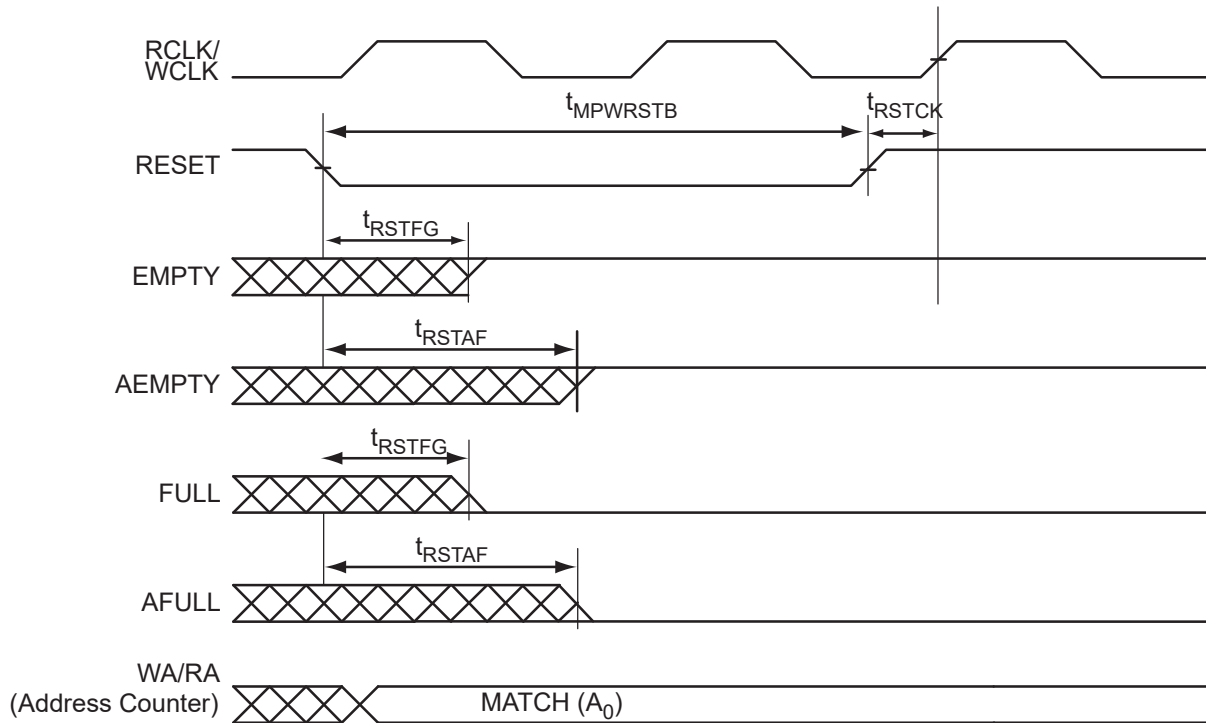 RCLK/
WCLK
tMPWRSTB
tRSTCK
RESET
tRSTFG
EMPTY
tRSTAF
AEMPTY
tRSTFG
FULL
tRSTAF
AFULL
WA/RA
(Address Counter)
MATCH (A0)